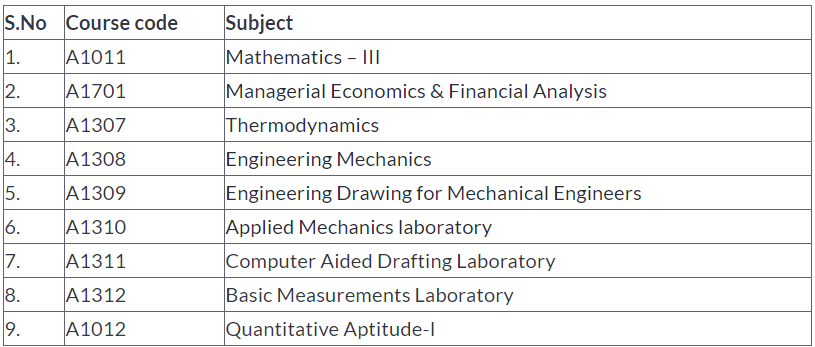 S.No Course code Subject
1. A1011 Mathematics – III
2. A1701 Managerial Economics & Financial Analysis
3. A1307 Thermodynamics
4. A1308 Engineering Mechanics
5. A1309 Engineering Drawing for Mechanical Engineers
6. A1310 Applied Mechanics laboratory
7. A1311 Computer Aided Drafting Laboratory
8. A1312 Basic Measurements Laboratory
9. A1012 Quantitative Aptitude-I